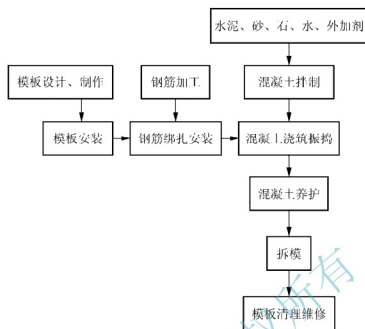 水泥、砂、石、水、外加剂
模板设计、制作
钢筋加工
混凝土拌制
模板安装
钢筋绑扎安装
混凝土浇筑振捣
混凝土养护
拆模
模板清理维修
所有